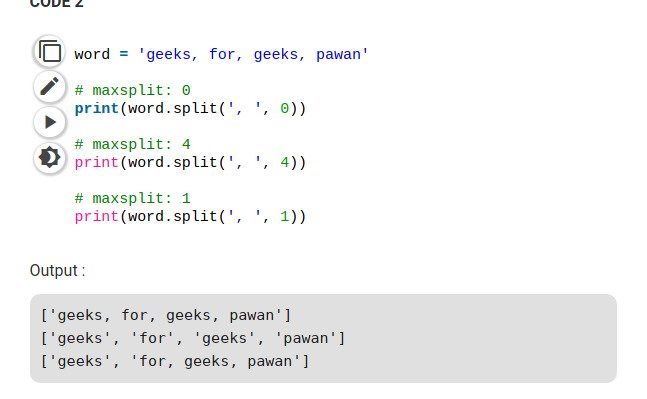 CODE 2
word = 'geeks, for, geeks, pawan'
# maxsplit: 0
print(word.split(', ', 0))
# maxsplit: 4
print(word.split(', ', 4))
# maxsplit: 1
print(word.split(', ', 1))
Output :
['geeks, for, geeks, pawan']
['geeks', 'for', 'geeks', 'pawan']
['geeks', 'for, geeks, pawan']